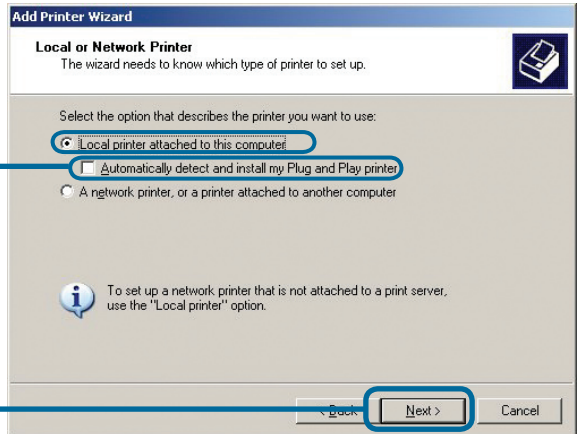 Add Printer Wizard
Local or Network Printer
The wizard needs to know which type of printer to set up.
Select the option that describes the printer you want to use:
Local printer attached to this computer
Automatically detect and install my Plug and Play printer
A network printer, or a printer attached to another computer
To set up a network printer that is not attached to a print server,
use the "Local printer" option.
< Back
Next >
Cancel